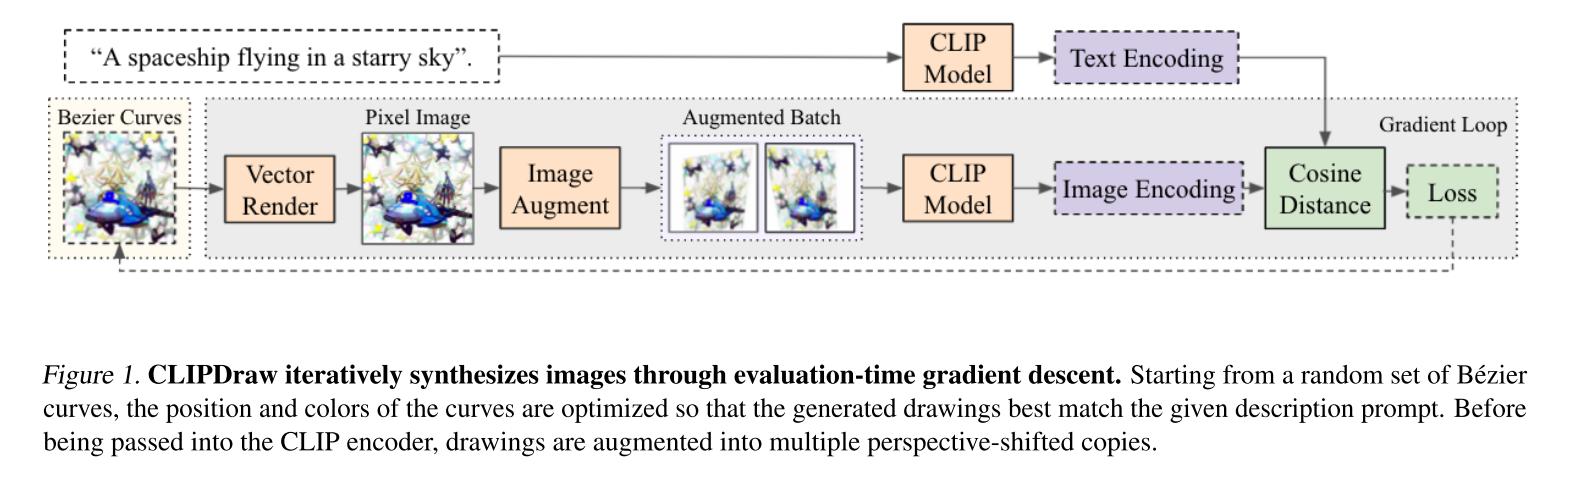 “A spaceship flying in a starry sky”.
CLIP
Model
Text Encoding
Bezier Curves
Pixel Image
Augmented Batch
Gradient Loop
Vector
Render
Image
Augment
CLIP
Model
Image Encoding
Cosine
Distance
Loss
Figure 1. CLIPDraw iteratively synthesizes images through evaluation-time gradient descent. Starting from a random set of Bézier
curves, the position and colors of the curves are optimized so that the generated drawings best match the given description prompt. Before
being passed into the CLIP encoder, drawings are augmented into multiple perspective-shifted copies.